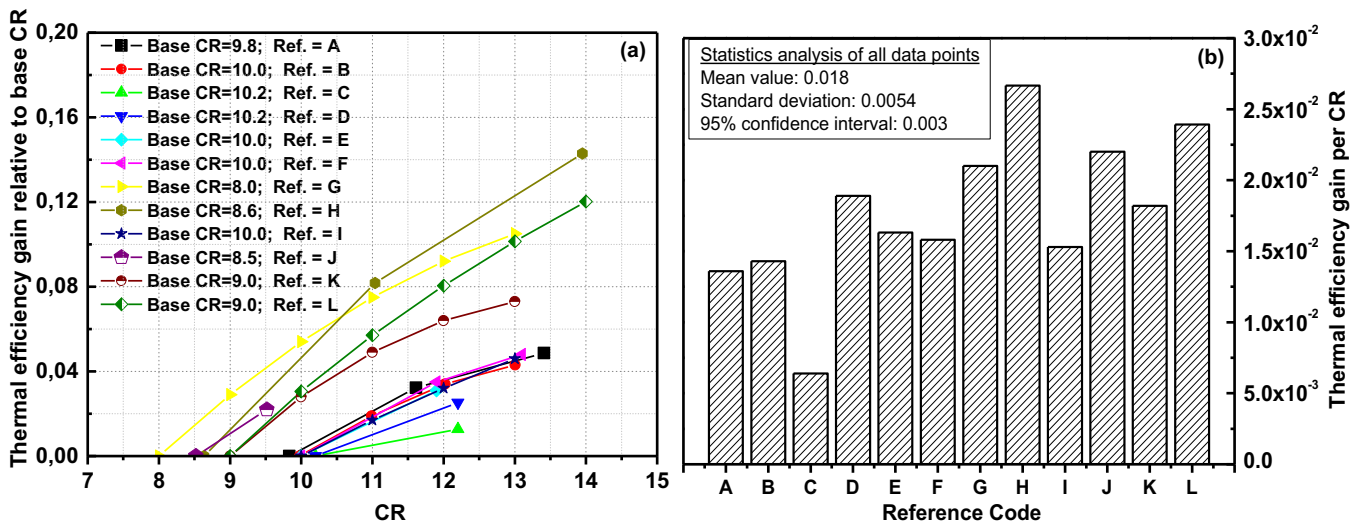 (a)
Thermal efficiency gain relative to base CR
0,20
0,16
0,12
0,08
0,04
0,00
Base CR=9.8; Ref. = A
Base CR=10.0; Ref. = B
Base CR=10.2; Ref. = C
Base CR=10.2; Ref. = D
Base CR=10.0; Ref. = E
Base CR=10.0; Ref. = F
Base CR=8.0; Ref. = G
Base CR=8.6; Ref. = H
Base CR=10.0; Ref. = I
Base CR=8.5; Ref. = J
Base CR=9.0; Ref. = K
Base CR=9.0; Ref. = L
7 8 9 10 11 12 13 14 15
CR
(b)
Statistics analysis of all data points
Mean value: 0.018
Standard deviation: 0.0054
95% confidence interval: 0.003
3.0x10⁻²
2.5x10⁻²
2.0x10⁻²
1.5x10⁻²
1.0x10⁻²
5.0x10⁻³
0.0
Thermal efficiency gain per CR
A B C D E F G H I J K L
Reference Code